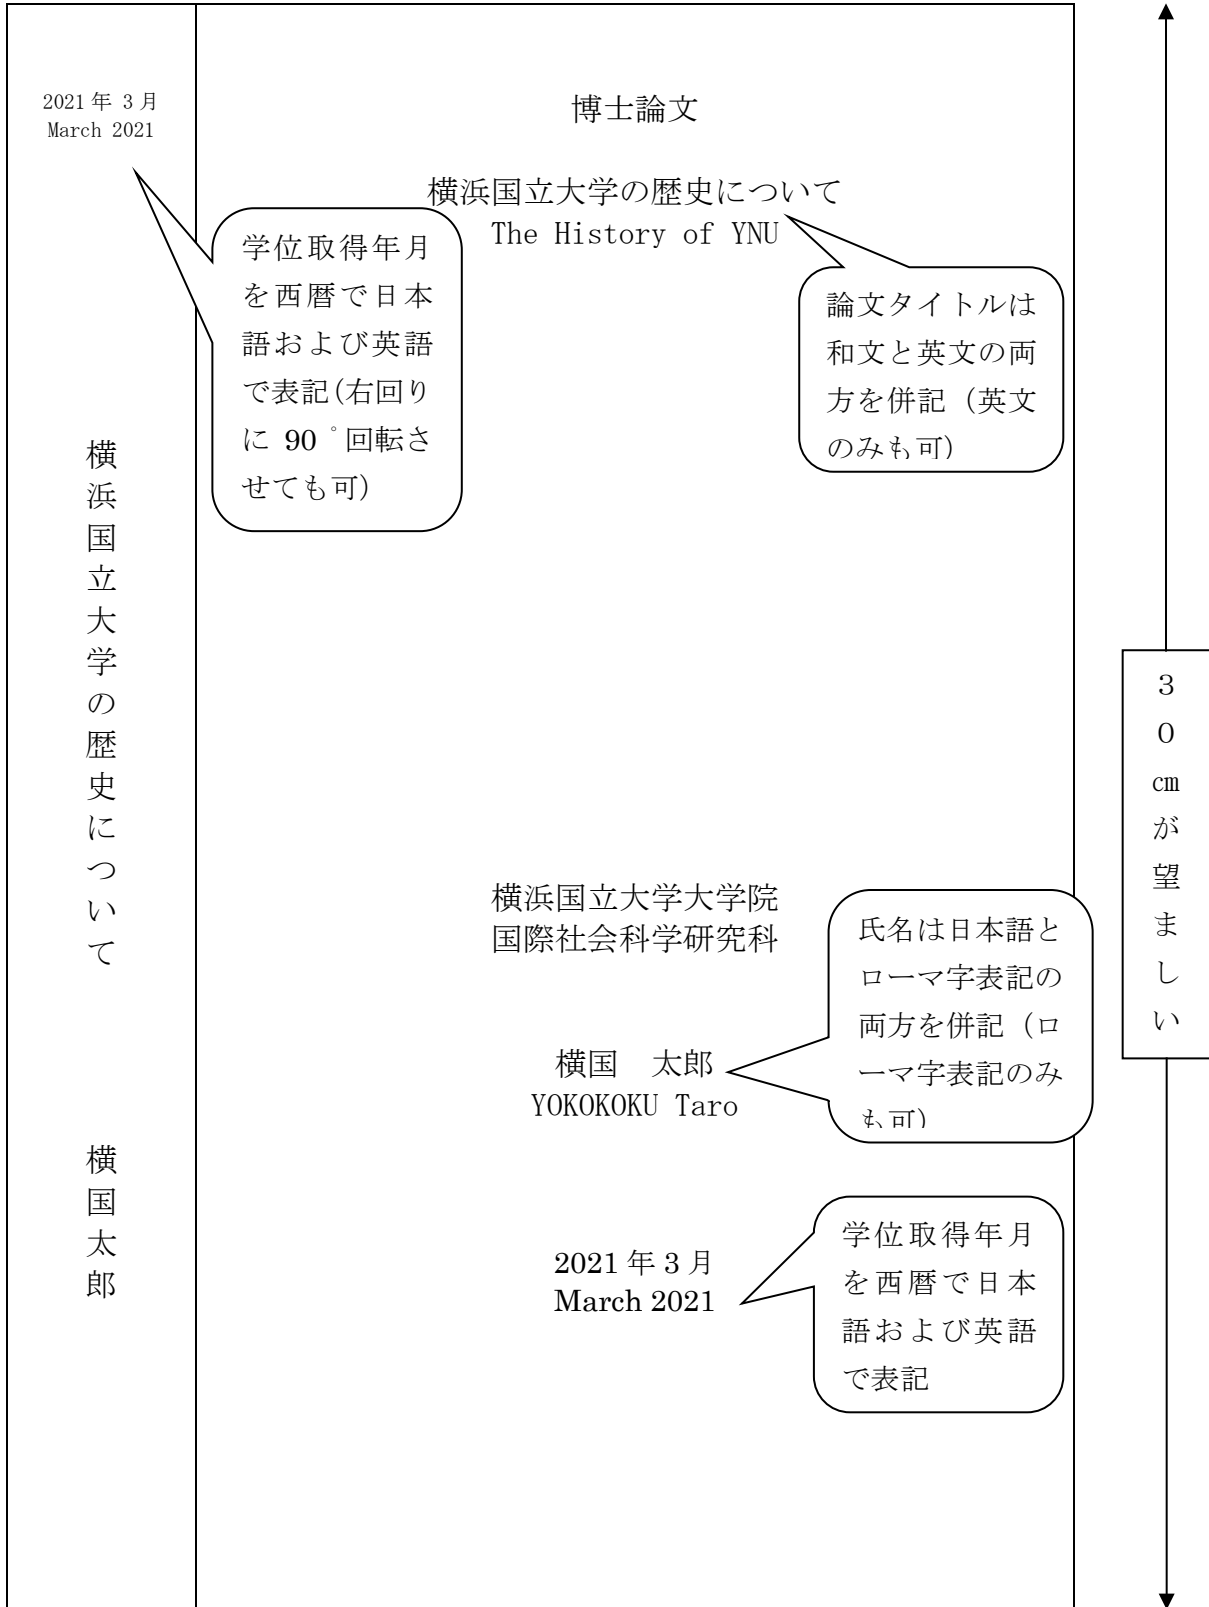 2021 年 3 月
March 2021
横浜国立大学の歴史について
横国太郎
博士論文
横浜国立大学の歴史について
The History of YNU
学位取得年月
を西暦で日本
語および英語
で表記(右回り
に 90 °回転さ
せても可)
論文タイトルは
和文と英文の両
方を併記（英文
のみも可）
横浜国立大学大学院
国際社会科学研究科
氏名は日本語と
ローマ字表記の
両方を併記（ロ
ーマ字表記のみ
も可）
横国　太郎
YOKOKOKU Taro
2021 年 3 月
March 2021
学位取得年月
を西暦で日本
語および英語
で表記
３０㎝が望ましい